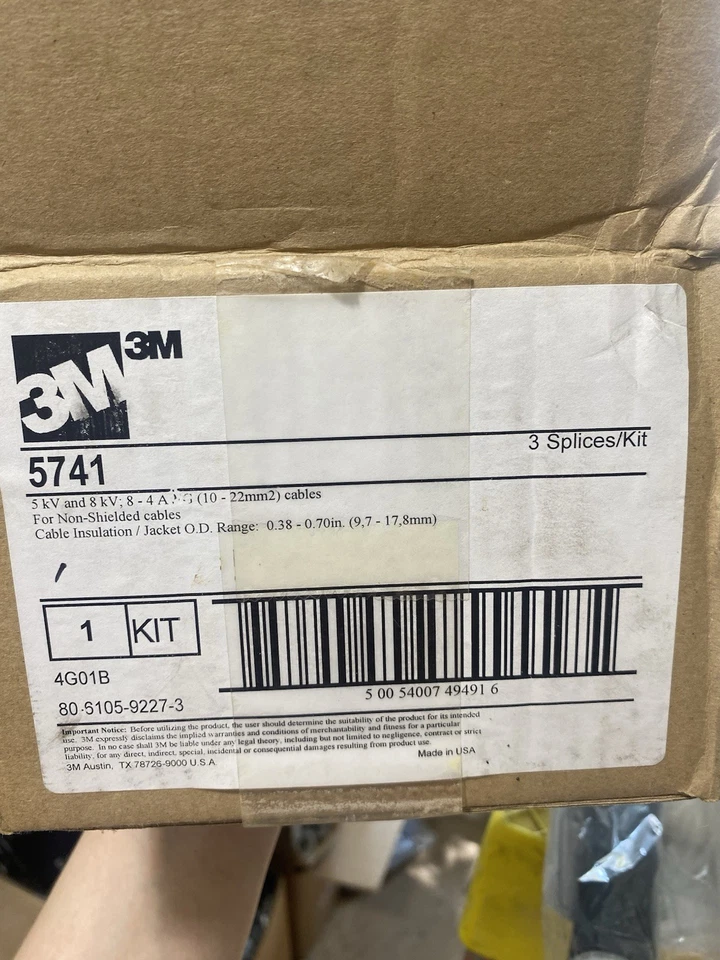 3M 3M
3 Splices/Kit
5741
5 kV and 8 kV; 8 - 4 A (10 - 22mm2) cables
For Non-Shielded cables
Cable Insulation / Jacket O.D. Range: 0.38 - 0.70in. (9,7 - 17,8mm)
1 KIT
4G01B
80-6105-9227-3
5 00 54007 49491 6
Important Notice: Before utilizing the product, the user should determine the suitability of the product for its intended
use. 3M expressly disclaims the implied warranties and conditions of merchantability and fitness for a particular
purpose. In no case shall 3M be liable under any legal theory, including but not limited to negligence, contract or strict
liability, for any direct, indirect, special, incidental or consequential damages resulting from product use.
3M Austin, TX 78726-9000 U.S.A
Made in USA